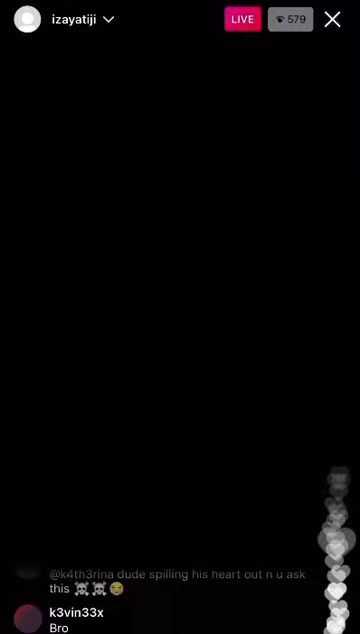 izayatiji
LIVE
579
@k4th3rina dude spilling his heart out n u ask
this ☠️☠️😭
k3vin33x
Bro